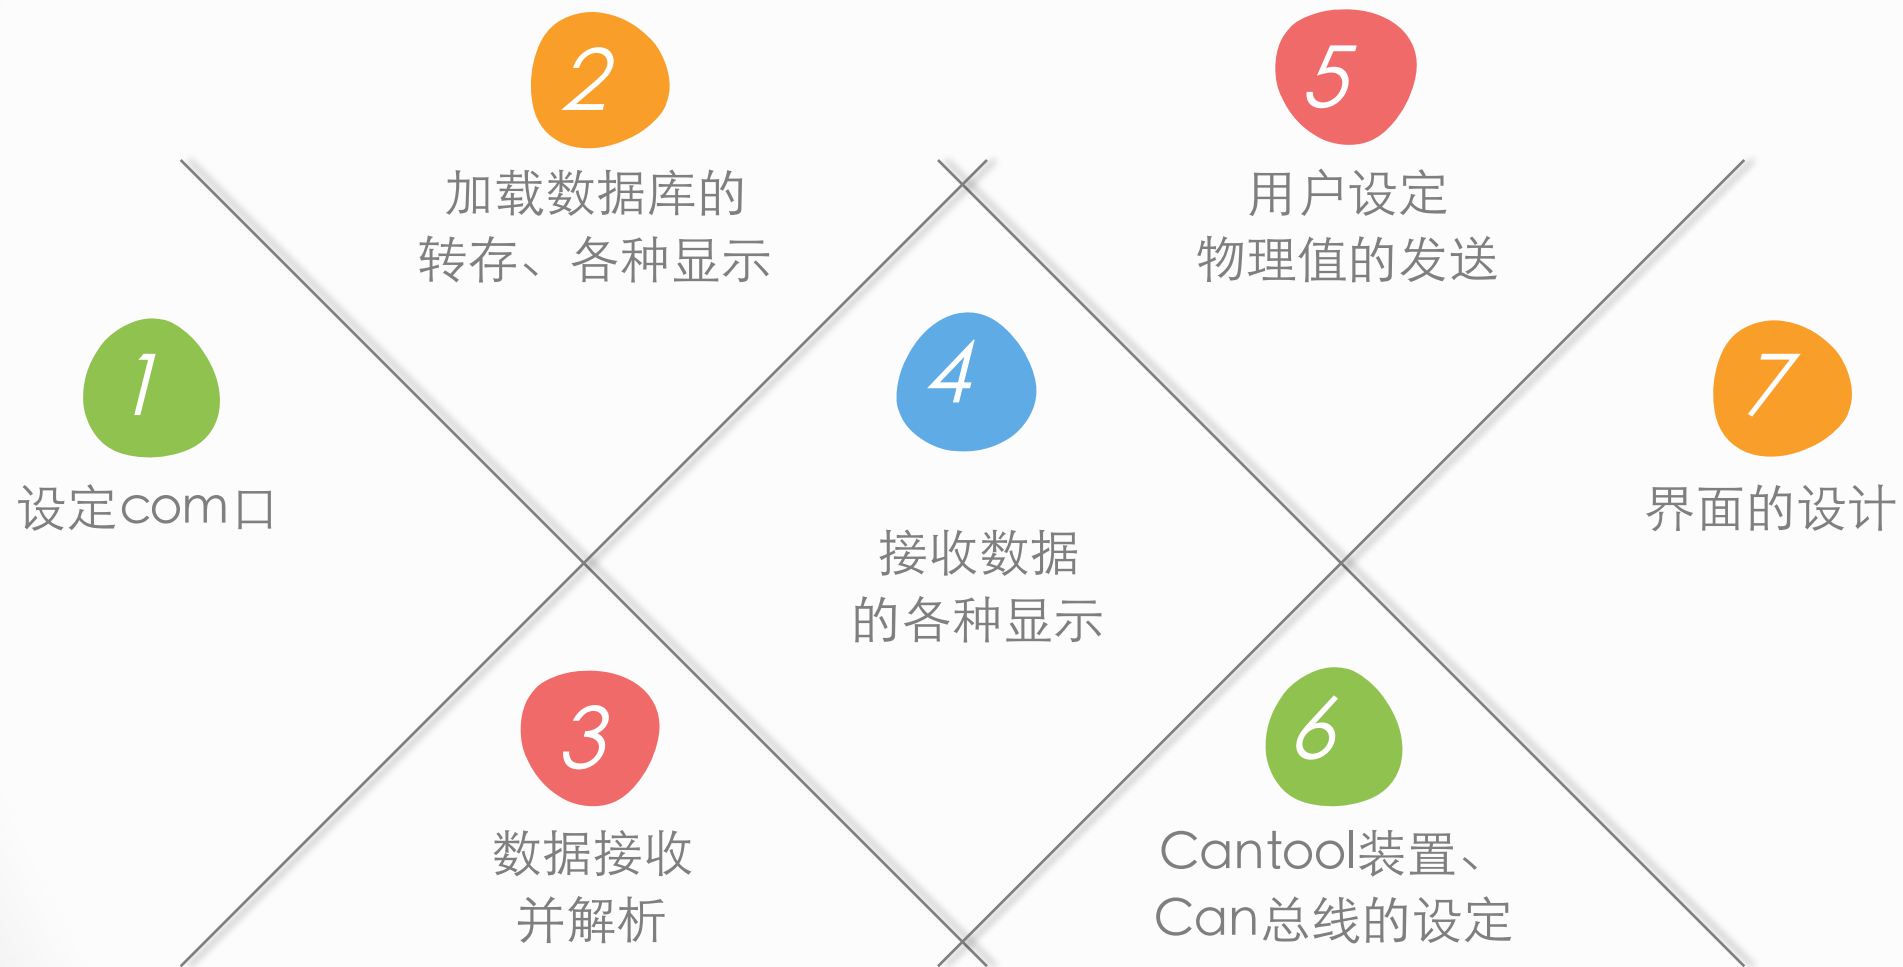 1
设定com口
2
加载数据库的
转存、各种显示
3
数据接收
并解析
4
接收数据
的各种显示
5
用户设定
物理值的发送
6
Cantool装置、
Can总线的设定
7
界面的设计